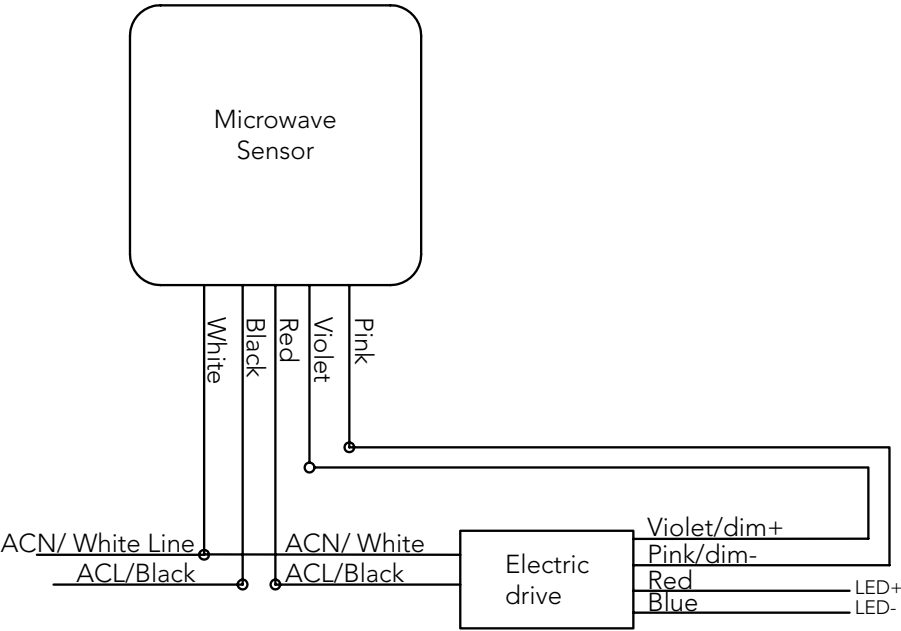 Microwave
Sensor
White
Black
Red
Violet
Pink
ACN/ White Line
ACN/ White
ACL/Black
ACL/Black
Electric
drive
Violet/dim+
Pink/dim-
Red
LED+
Blue
LED-